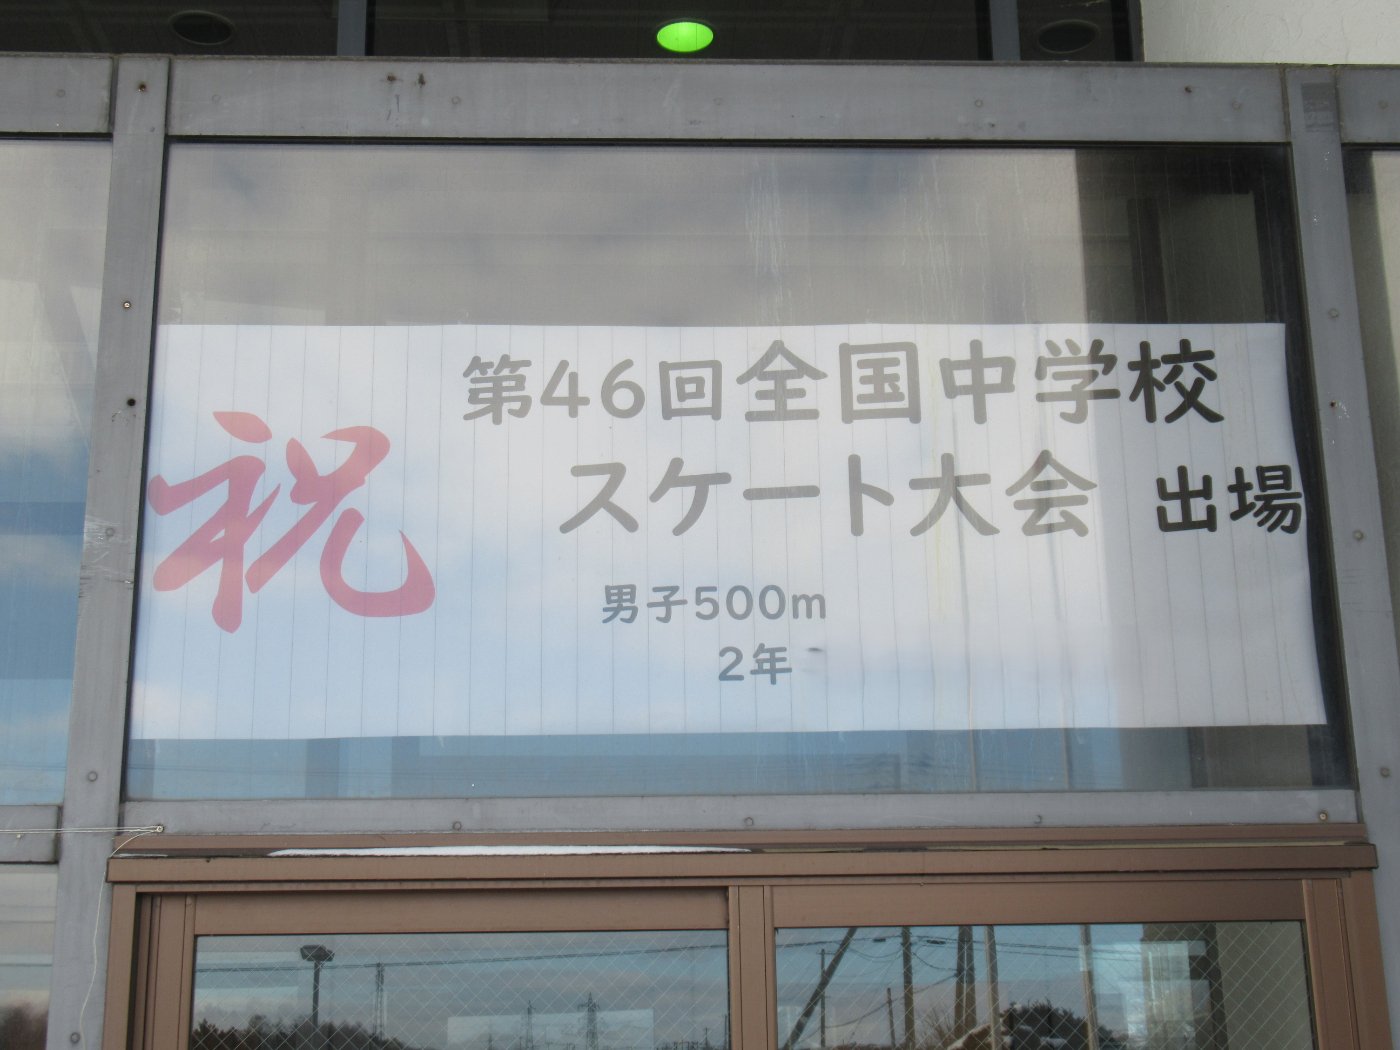 祝
第46回全国中学校
スケート大会 出場
男子500m
2年